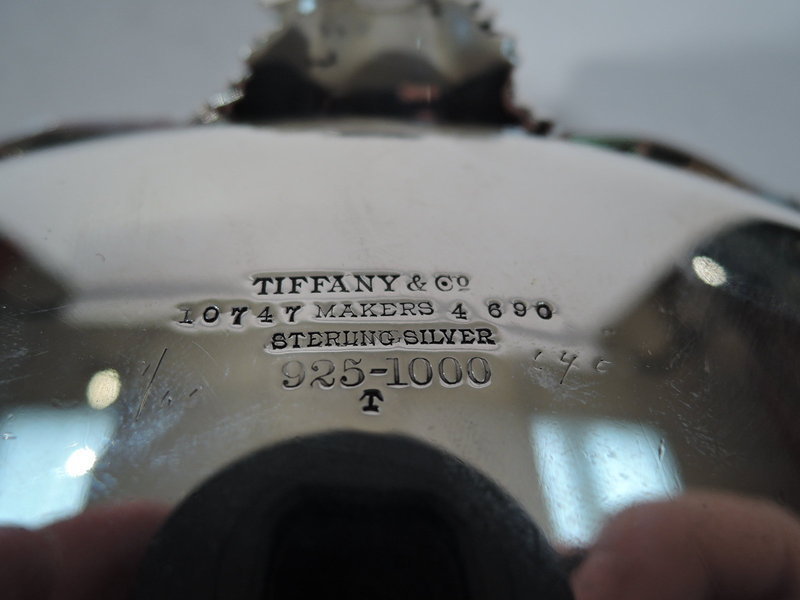 TIFFANY & Co
10747 MAKERS 4 690
STERLING SILVER
925-1000
T